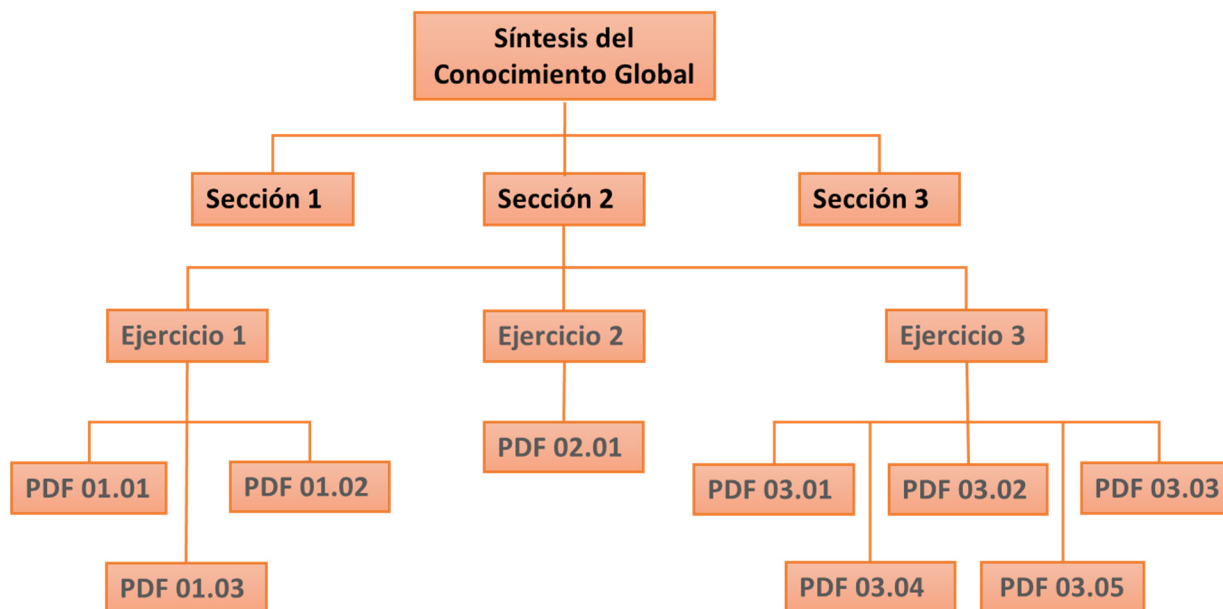 Síntesis del
Conocimiento Global
Sección 1
Sección 2
Sección 3
Ejercicio 1
Ejercicio 2
Ejercicio 3
PDF 01.01
PDF 01.02
PDF 01.03
PDF 02.01
PDF 03.01
PDF 03.02
PDF 03.03
PDF 03.04
PDF 03.05